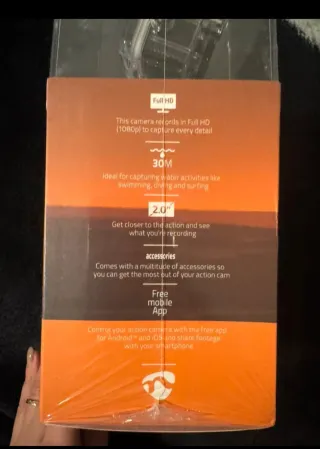 Full HD
This camera records in Full HD
(1080p) to capture every detail
30M
Ideal for capturing water activities like
swimming, diving and surfing
2.0"
Get closer to the action and see
what you're recording
accessories
Comes with a multitude of accessories so
you can get the most out of your action cam
Free
mobile
App
your action camera with my free app
for Android™ and iOS and share footage
with your smartphone